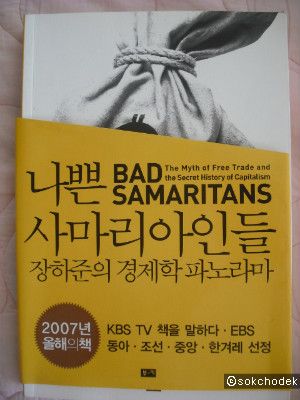 나쁜
BAD
SAMARITANS
The Myth of Free Trade and
the Secret History of Capitalism
사마리아인들
장하준의 경제학 파노라마
2007년
올해의책
KBS TV 책을 말하다 · EBS
동아 · 조선 · 중앙 · 한겨레 선정
부키
©sokchodek